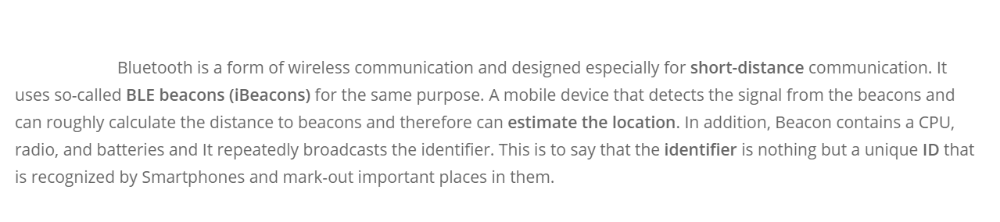 Bluetooth is a form of wireless communication and designed especially for short-distance communication. It
uses so-called BLE beacons (iBeacons) for the same purpose. A mobile device that detects the signal from the beacons and
can roughly calculate the distance to beacons and therefore can estimate the location. In addition, Beacon contains a CPU,
radio, and batteries and It repeatedly broadcasts the identifier. This is to say that the identifier is nothing but a unique ID that
is recognized by Smartphones and mark-out important places in them.